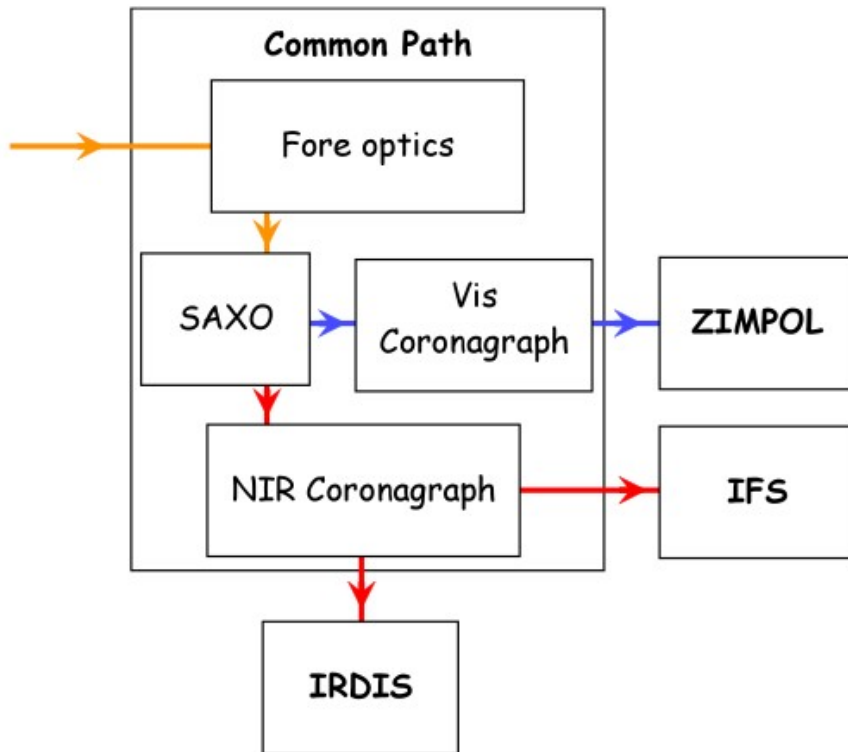 Common Path
Fore optics
SAXO
Vis
Coronagraph
ZIMPOL
NIR Coronagraph
IFS
IRDIS